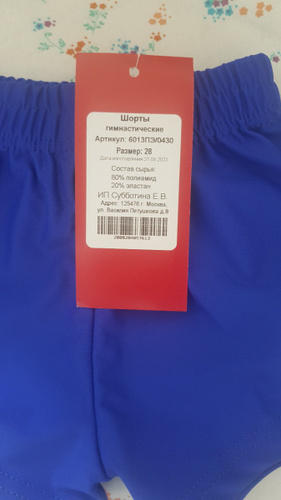 Шорты
гимнастические
Артикул: 6013ПЭ/0430
Размер: 28
Состав сырья:
80% полиамид
20% эластан
ИП Субботина Е.В.
Адрес: 125476 г. Москва,
ул. Василия Петушкова д.8